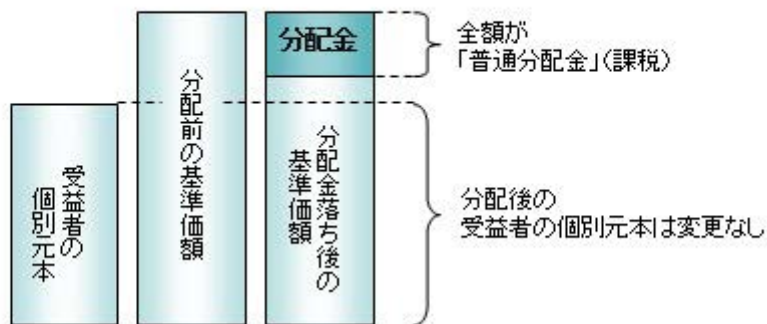 受益者の
個別元本
分配前の基準価額
分配金
分配金落ち後の
基準価額
全額が
「普通分配金」(課税)
分配後の
受益者の個別元本は変更なし